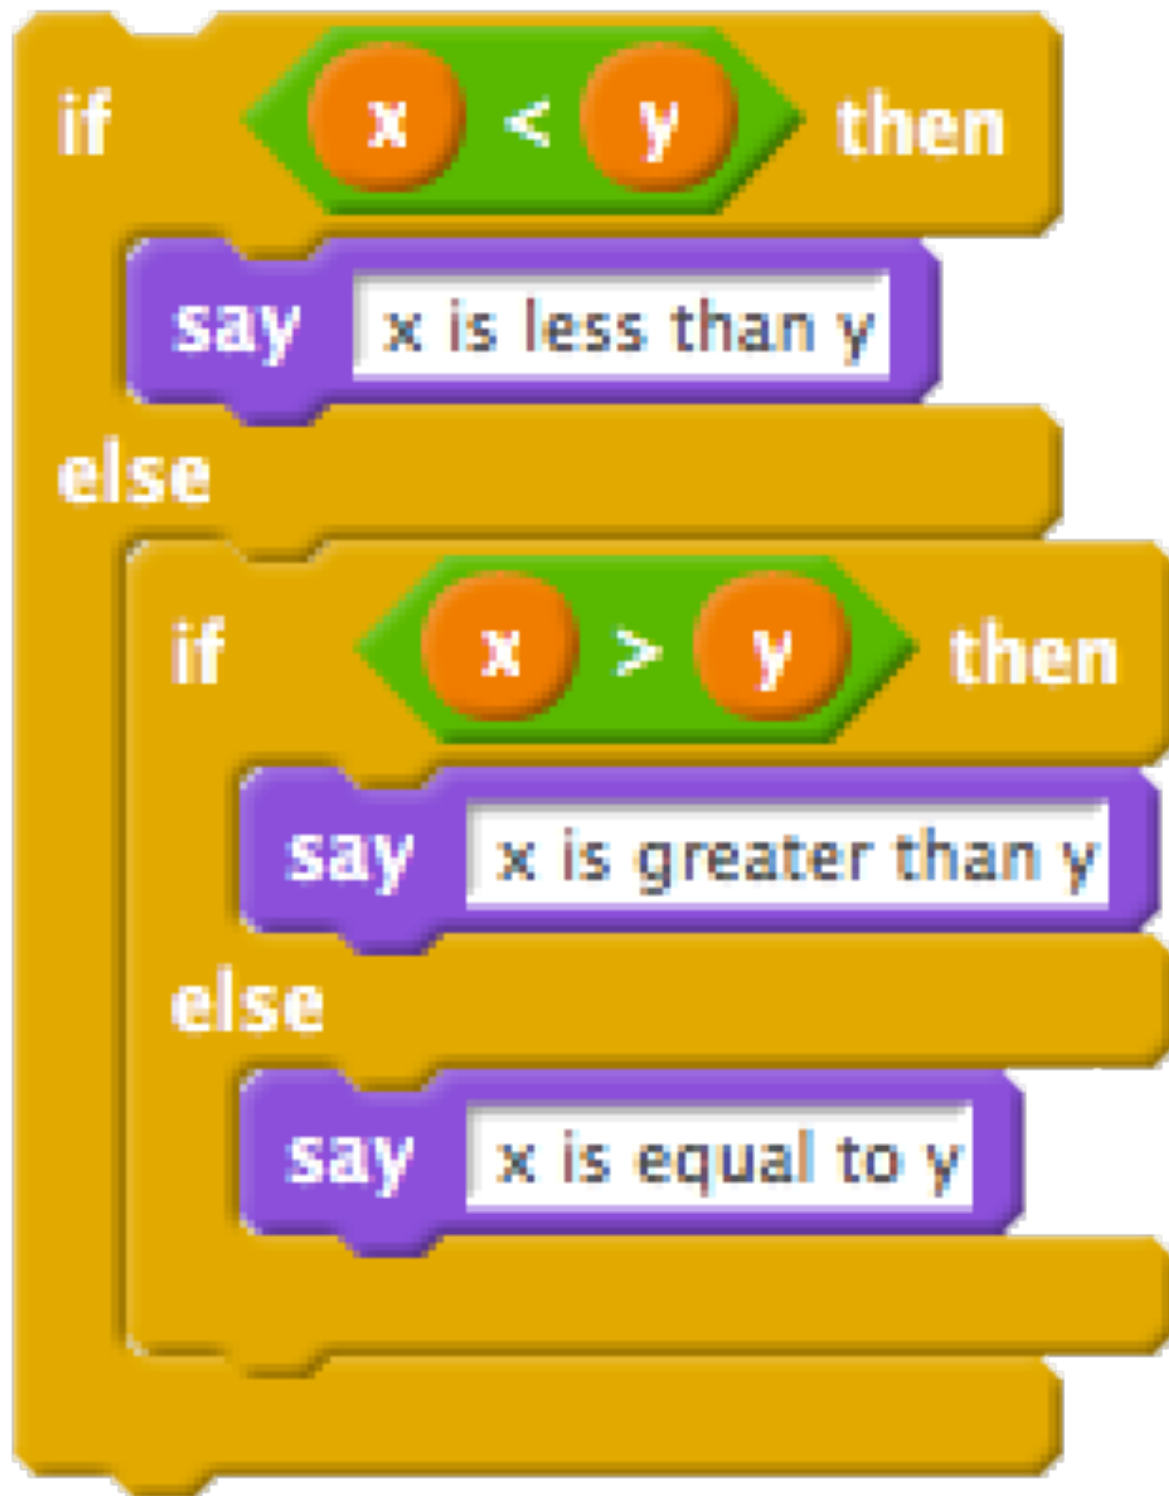 if x < y then
say x is less than y
else
if x > y then
say x is greater than y
else
say x is equal to y